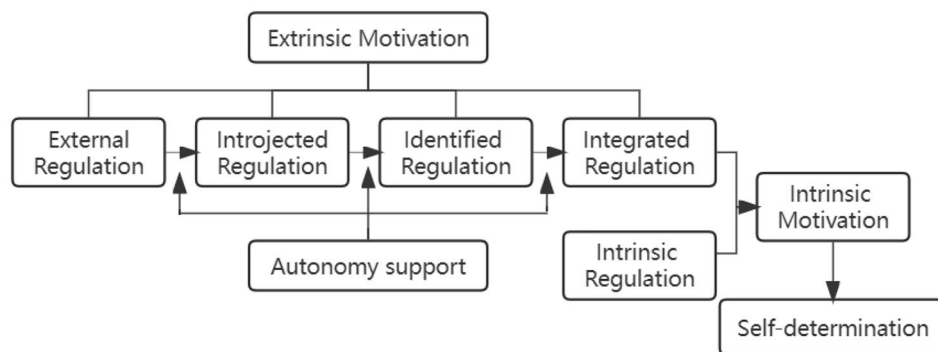 Extrinsic Motivation
External
Regulation
Introjected
Regulation
Identified
Regulation
Integrated
Regulation
Intrinsic
Motivation
Autonomy support
Intrinsic
Regulation
Self-determination